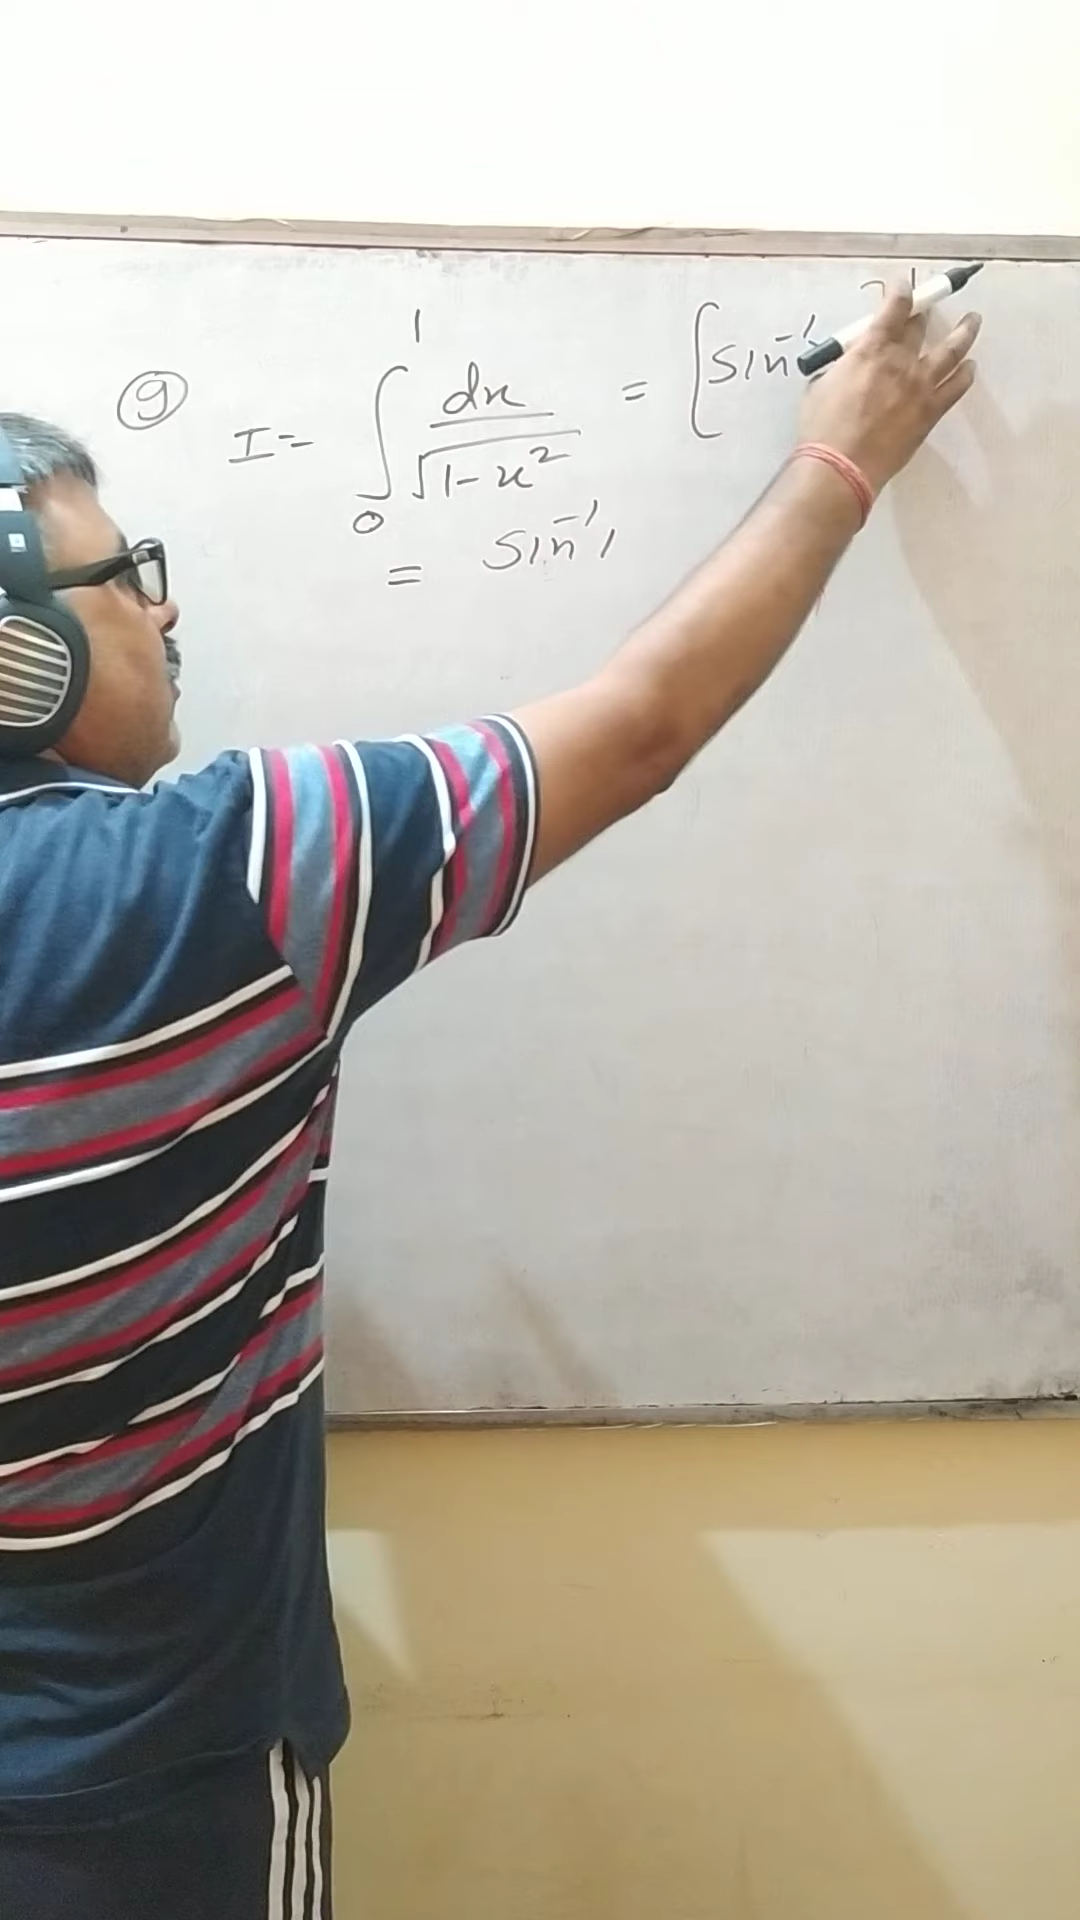 ⑨ I = ∫₀¹ dx/√(1-x²) = [sin⁻¹
= sin⁻¹1